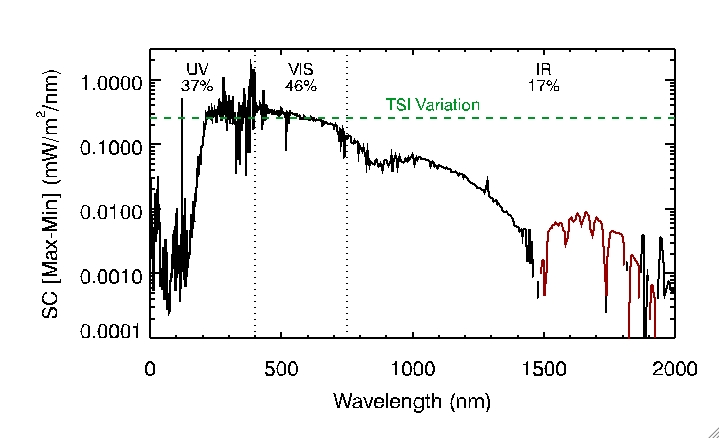 UV VIS IR
37% 46% 17%
TSI Variation
1.0000
0.1000
0.0100
0.0010
0.0001
SC [Max-Min] (mW/m²/nm)
0 500 1000 1500 2000
Wavelength (nm)